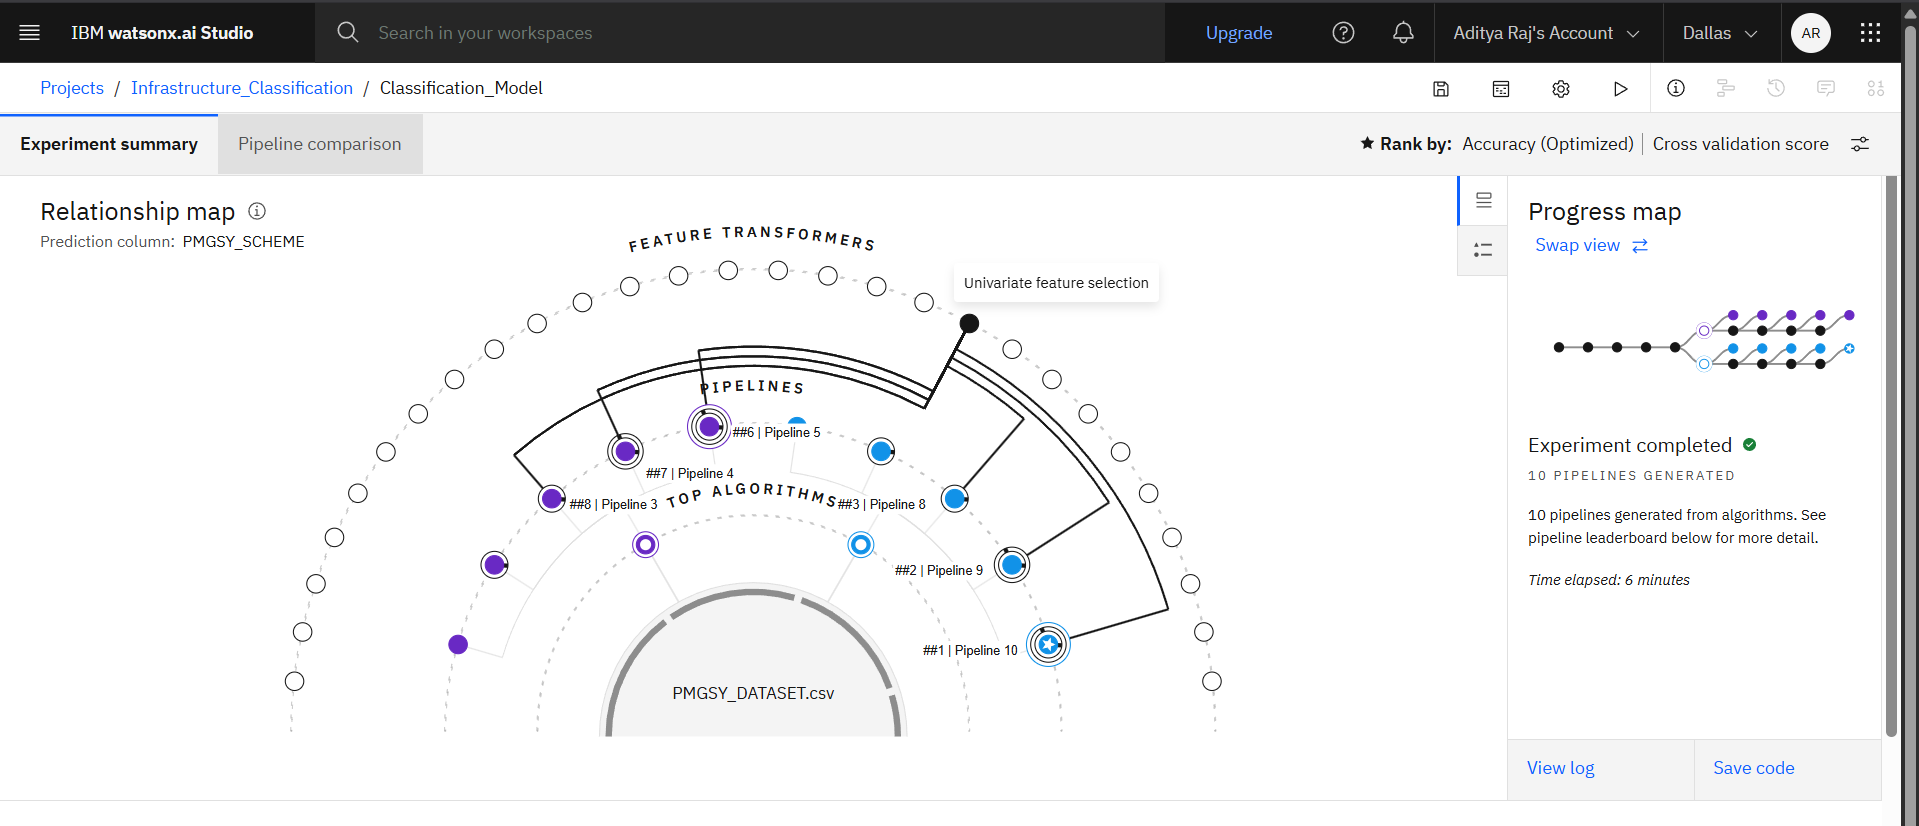 IBM watsonx.ai Studio
Search in your workspaces
Upgrade
Aditya Raj's Account
Dallas
AR
Projects / Infrastructure_Classification / Classification_Model
Experiment summary
Pipeline comparison
Rank by: Accuracy (Optimized) | Cross validation score
Relationship map
Prediction column: PMGSY_SCHEME
FEATURE TRANSFORMERS
Univariate feature selection
PIPELINES
##6 | Pipeline 5
##7 | Pipeline 4
##8 | Pipeline 3
TOP ALGORITHMS
##3 | Pipeline 8
##2 | Pipeline 9
##1 | Pipeline 10
PMGSY_DATASET.csv
Progress map
Swap view
Experiment completed
10 PIPELINES GENERATED
10 pipelines generated from algorithms. See
pipeline leaderboard below for more detail.
Time elapsed: 6 minutes
View log
Save code